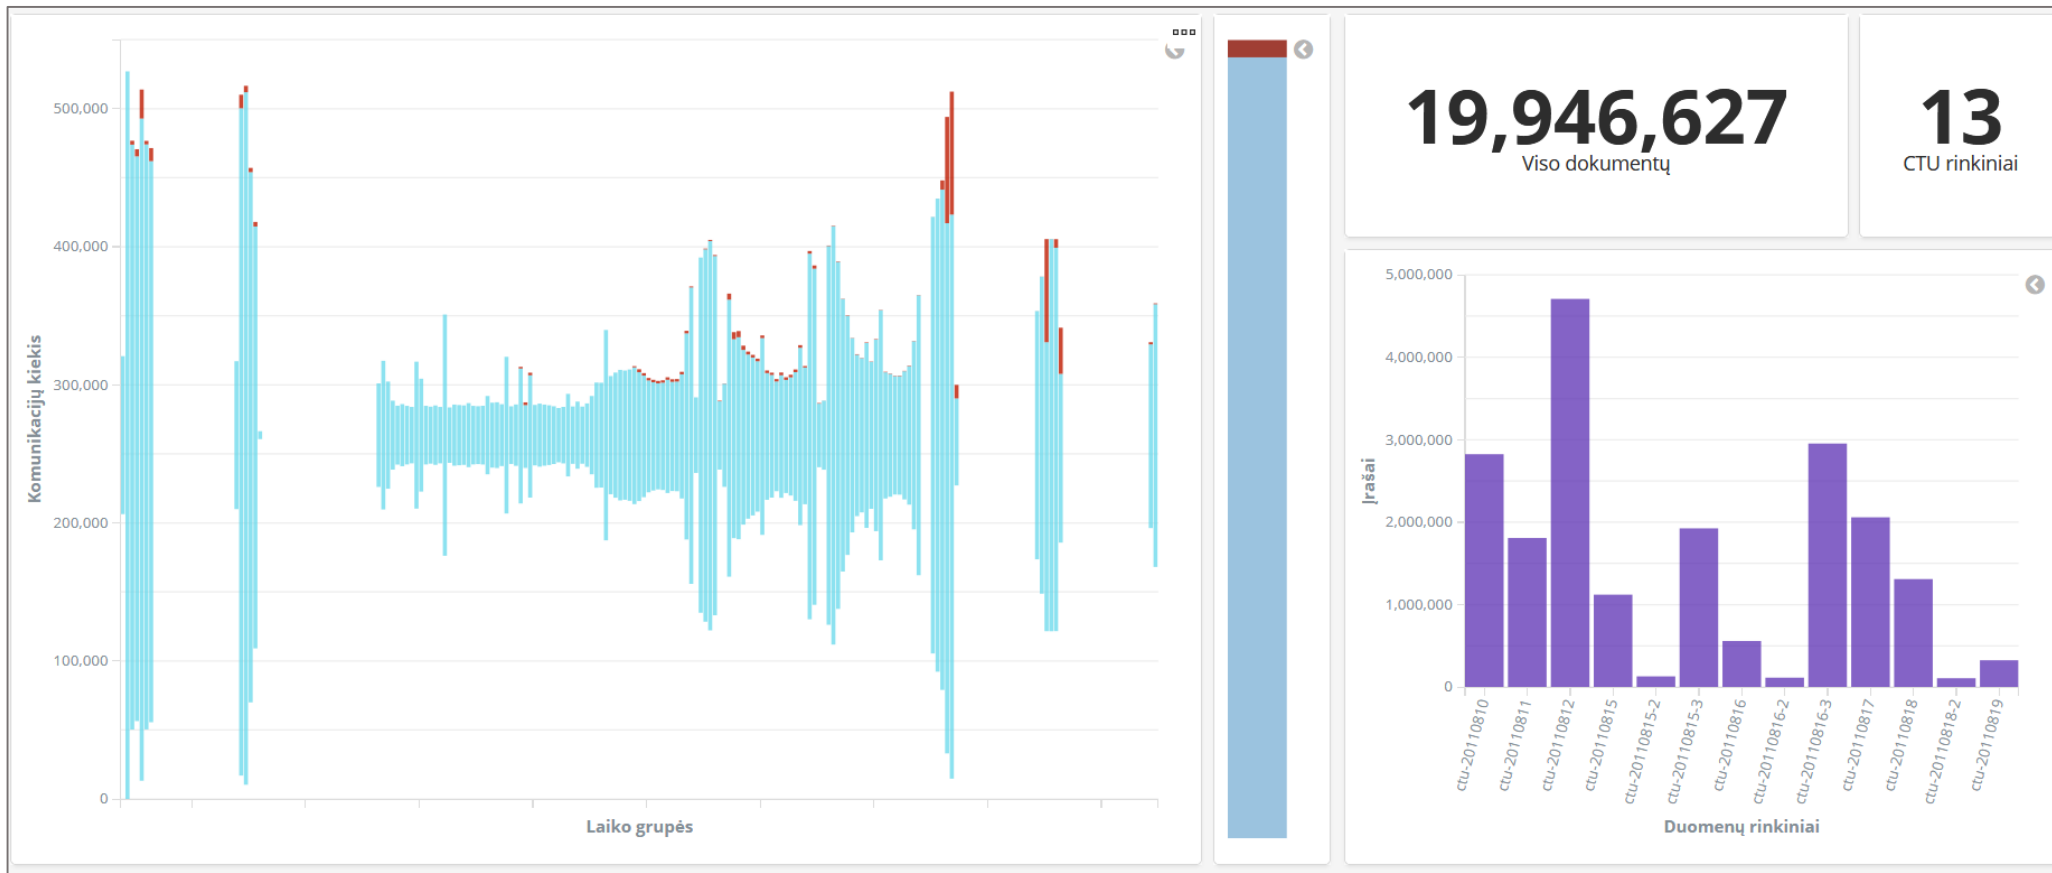 500,000
400,000
300,000
200,000
100,000
0
Komunikacijų kiekis
Laiko grupės
19,946,627
Viso dokumentų
13
CTU rinkiniai
5,000,000
4,000,000
3,000,000
2,000,000
1,000,000
0
Įrašai
ctu-20110810
ctu-20110811
ctu-20110812
ctu-20110815
ctu-20110815-2
ctu-20110815-3
ctu-20110816
ctu-20110816-2
ctu-20110816-3
ctu-20110817
ctu-20110818
ctu-20110818-2
ctu-20110819
Duomenų rinkiniai